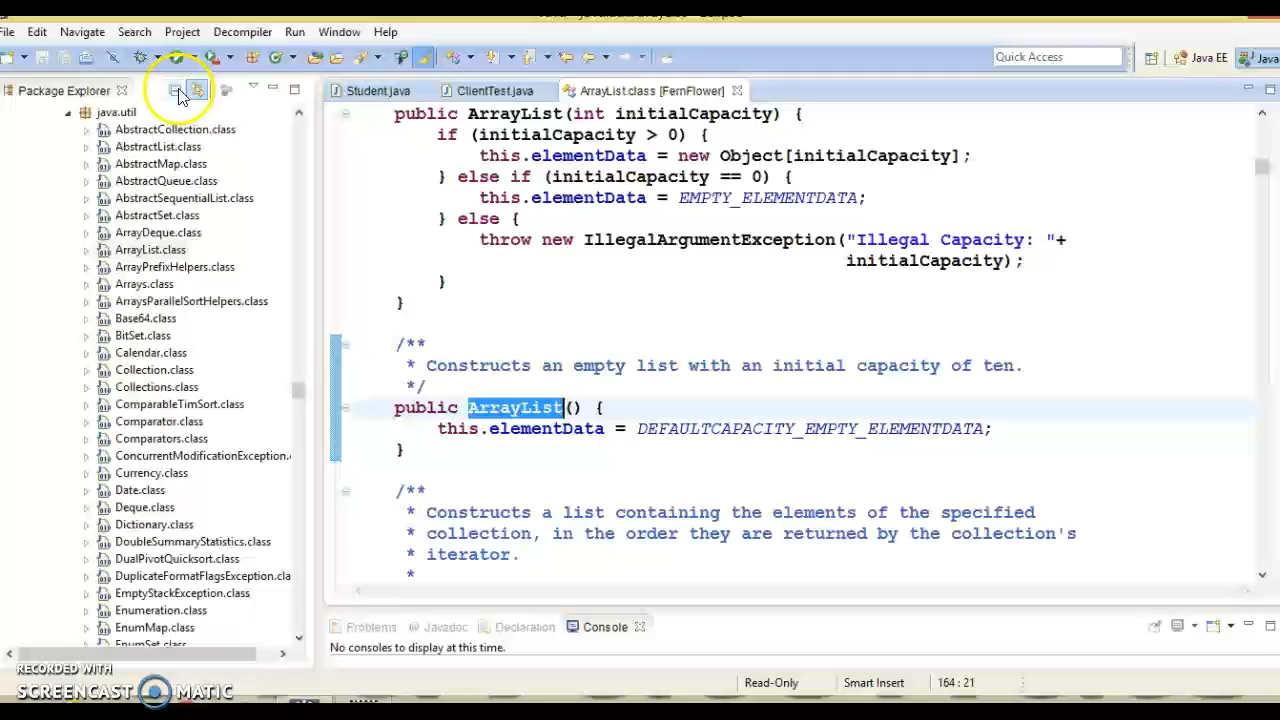 File Edit Navigate Search Project Decompiler Run Window Help
Quick Access
Java EE
Java
Package Explorer
java.util
AbstractCollection.class
AbstractList.class
AbstractMap.class
AbstractQueue.class
AbstractSequentialList.class
AbstractSet.class
ArrayDeque.class
ArrayList.class
ArrayPrefixHelpers.class
Arrays.class
ArraysParallelSortHelpers.class
Base64.class
BitSet.class
Calendar.class
Collection.class
Collections.class
ComparableTimSort.class
Comparator.class
Comparators.class
ConcurrentModificationException.
Currency.class
Date.class
Deque.class
Dictionary.class
DoubleSummaryStatistics.class
DualPivotQuicksort.class
DuplicateFormatFlagsException.cla
EmptyStackException.class
Enumeration.class
EnumMap.class
EnumSet.class
Student.java ClientTest.java ArrayList.class [FernFlower]
public ArrayList(int initialCapacity) {
if (initialCapacity > 0) {
this.elementData = new Object[initialCapacity];
} else if (initialCapacity == 0) {
this.elementData = EMPTY_ELEMENTDATA;
} else {
throw new IllegalArgumentException("Illegal Capacity: "+
initialCapacity);
}
}
/**
* Constructs an empty list with an initial capacity of ten.
*/
public ArrayList() {
this.elementData = DEFAULTCAPACITY_EMPTY_ELEMENTDATA;
}
/**
* Constructs a list containing the elements of the specified
* collection, in the order they are returned by the collection's
* iterator.
*
Problems @ Javadoc Declaration Console
No consoles to display at this time.
Read-Only Smart Insert 164 : 21
RECORDED WITH
SCREENCAST MATIC